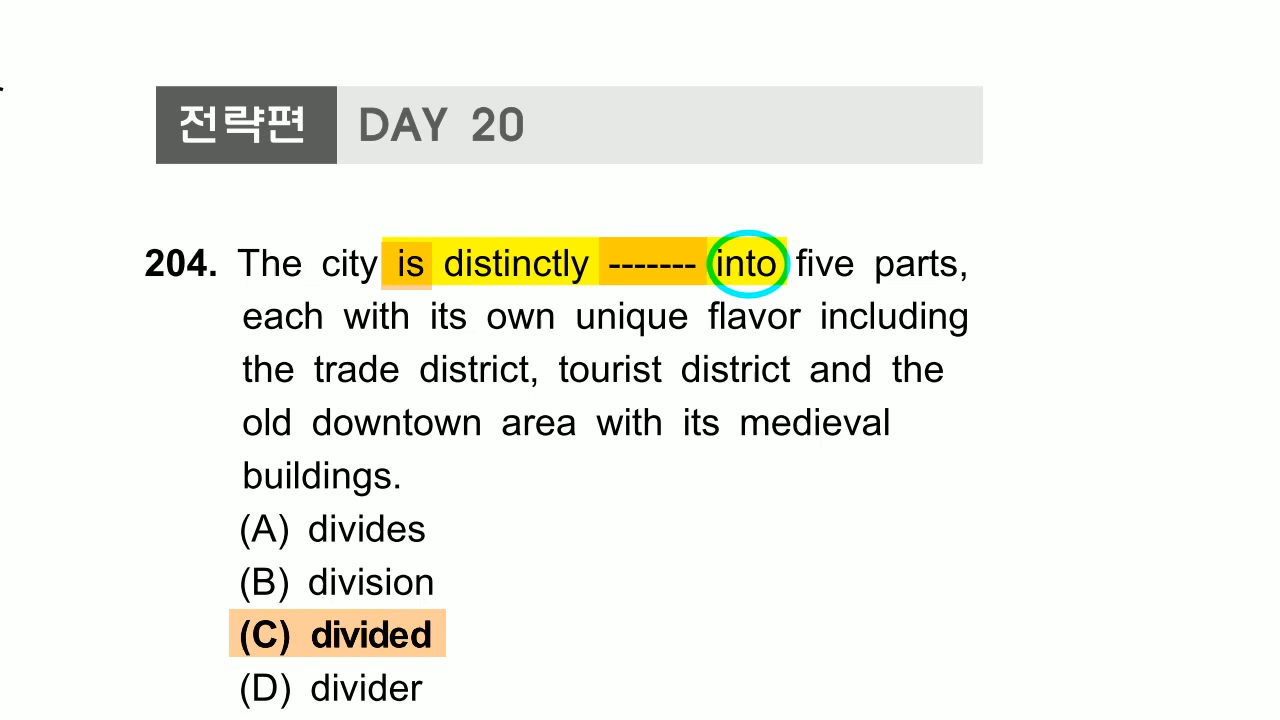 전략편 DAY 20
204. The city is distinctly ------- into five parts,
each with its own unique flavor including
the trade district, tourist district and the
old downtown area with its medieval
buildings.
(A) divides
(B) division
(C) divided
(D) divider